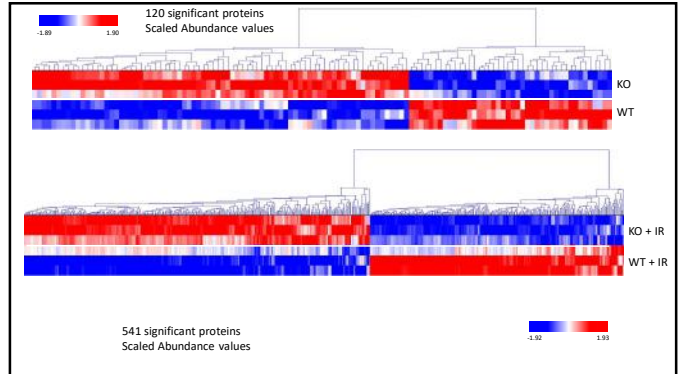 120 significant proteins
Scaled Abundance values
-1.89 1.90
KO
WT
KO + IR
WT + IR
541 significant proteins
Scaled Abundance values
-1.92 1.93